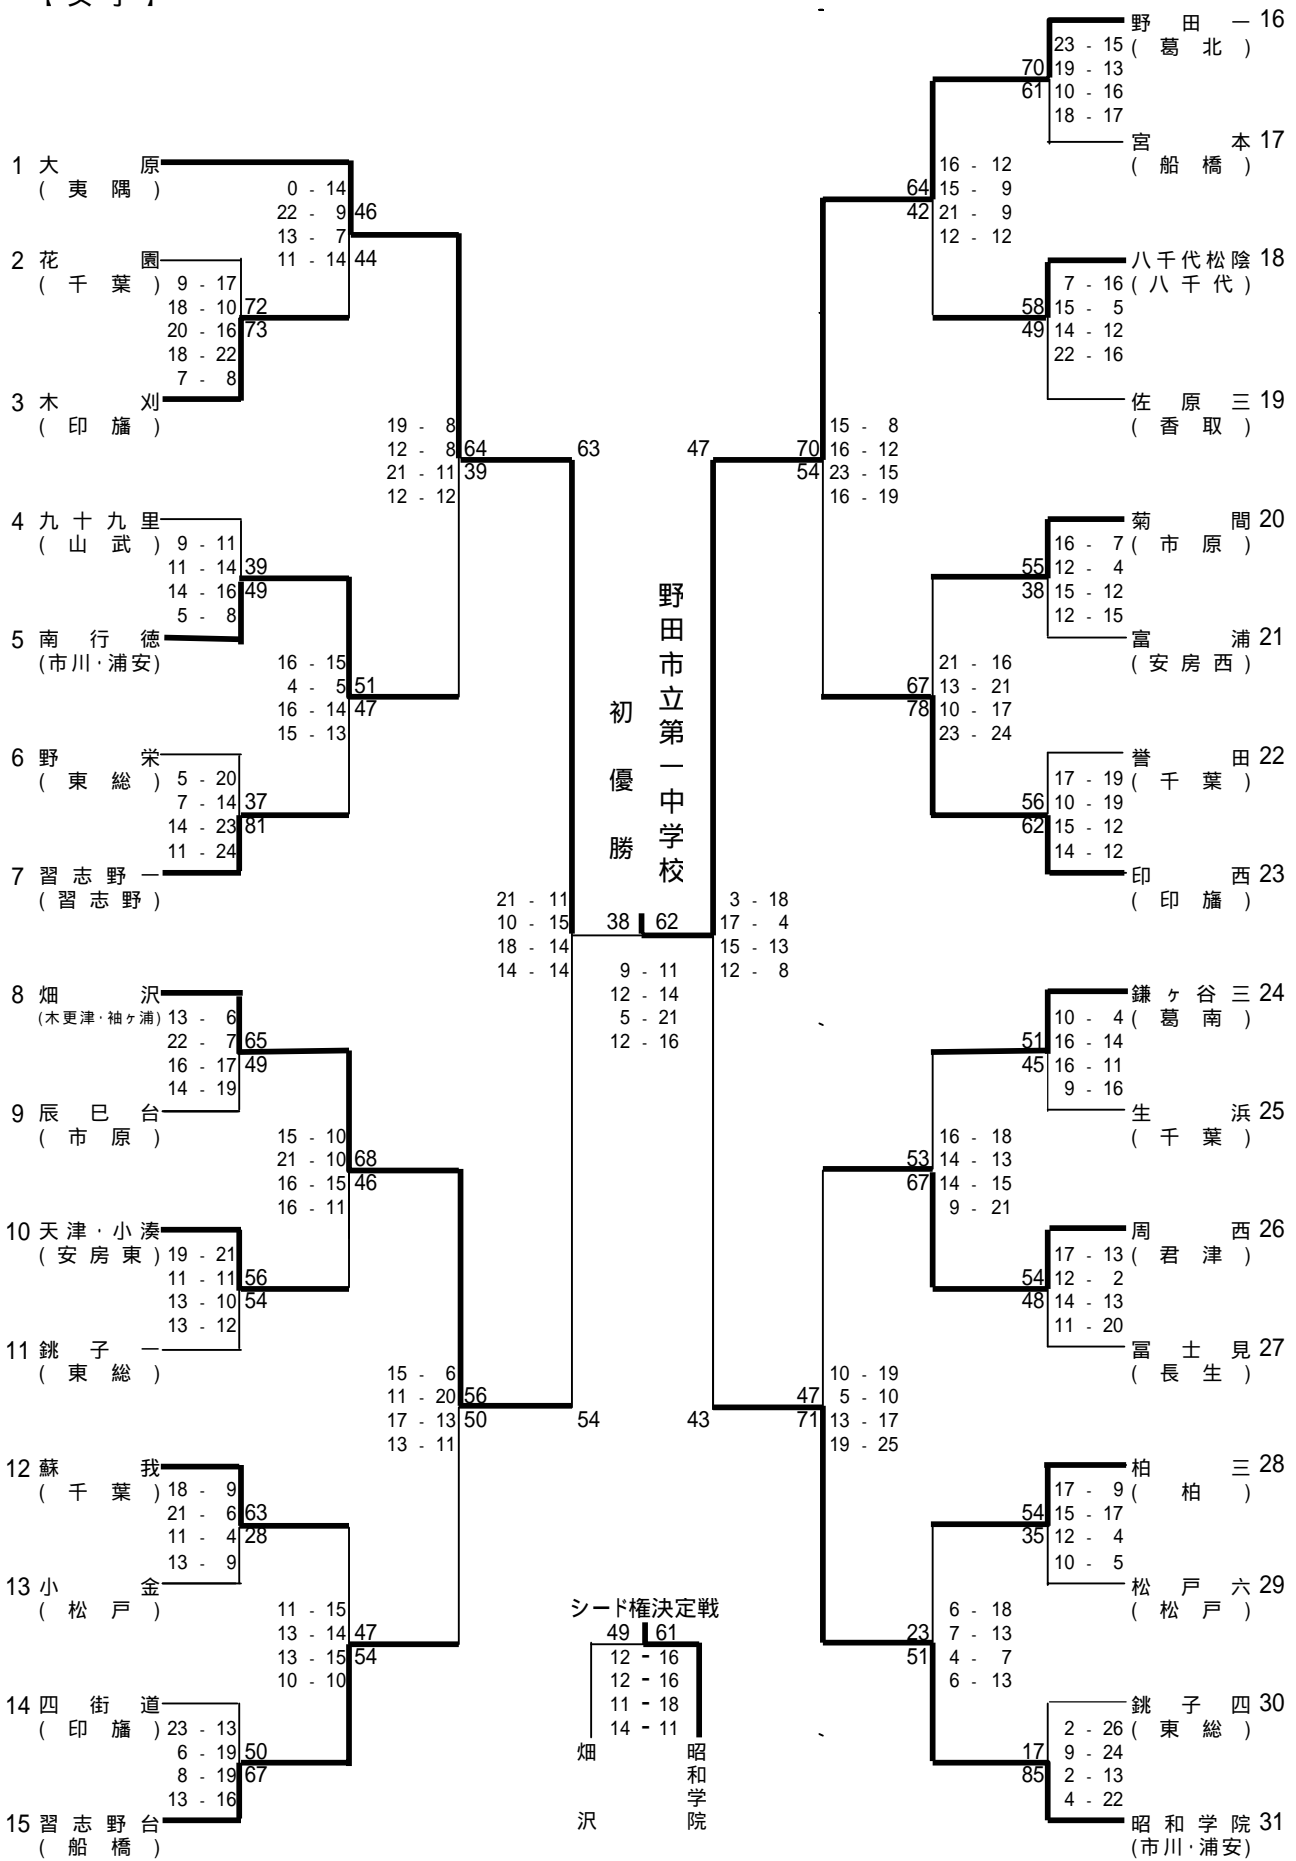 【 女 子 】
1 大 原
( 夷 隅 )
0 - 14
22 - 9 46
13 - 7
11 - 14 44
2 花 園
( 千 葉 ) 9 - 17
18 - 10 72
20 - 16 73
18 - 22
7 - 8
3 木 刈
( 印 旛 )
19 - 8
12 - 8 64
21 - 11 39
12 - 12
63
4 九 十 九 里
( 山 武 ) 9 - 11
11 - 14 39
14 - 16 49
5 - 8
5 南 行 徳
(市川・浦安)
16 - 15
4 - 5 51
16 - 14 47
15 - 13
6 野 栄
( 東 総 ) 5 - 20
7 - 14 37
14 - 23 81
11 - 24
7 習 志 野 一
( 習 志 野 )
21 - 11
10 - 15
18 - 14
14 - 14
8 畑 沢
(木更津・袖ヶ浦) 13 - 6
22 - 7 65
16 - 17 49
14 - 19
9 辰 巳 台
( 市 原 )
15 - 10
21 - 10 68
16 - 15 46
16 - 11
10 天 津 ・ 小 湊
( 安 房 東 ) 19 - 21
11 - 11 56
13 - 10 54
13 - 12
11 銚 子 一
( 東 総 )
15 - 6
11 - 20 56
17 - 13 50
13 - 11
54
12 蘇 我
( 千 葉 ) 18 - 9
21 - 6 63
11 - 4 28
13 - 9
13 小 金
( 松 戸 )
11 - 15
13 - 14 47
13 - 15 54
10 - 10
14 四 街 道
( 印 旛 ) 23 - 13
6 - 19 50
8 - 19 67
13 - 16
15 習 志 野 台
( 船 橋 )
野田市立第一中学校
初 優 勝
38 62
9 - 11
12 - 14
5 - 21
12 - 16
シード権決定戦
49 61
12 - 16
12 - 16
11 - 18
14 - 11
畑 沢
昭和学院
野 田 一 16
23 - 15 ( 葛 北 )
70 19 - 13
61 10 - 16
18 - 17
宮 本 17
( 船 橋 )
16 - 12
64 15 - 9
42 21 - 9
12 - 12
八千代松陰 18
7 - 16 ( 八 千 代 )
58 15 - 5
49 14 - 12
22 - 16
佐 原 三 19
( 香 取 )
47
15 - 8
70 16 - 12
54 23 - 15
16 - 19
菊 間 20
16 - 7 ( 市 原 )
55 12 - 4
38 15 - 12
12 - 15
富 浦 21
( 安 房 西 )
21 - 16
67 13 - 21
78 10 - 17
23 - 24
誉 田 22
17 - 19 ( 千 葉 )
56 10 - 19
62 15 - 12
14 - 12
印 西 23
( 印 旛 )
3 - 18
17 - 4
15 - 13
12 - 8
鎌 ヶ 谷 三 24
10 - 4 ( 葛 南 )
51 16 - 14
45 16 - 11
9 - 16
生 浜 25
( 千 葉 )
16 - 18
53 14 - 13
67 14 - 15
9 - 21
周 西 26
17 - 13 ( 君 津 )
54 12 - 2
48 14 - 13
11 - 20
冨 士 見 27
( 長 生 )
10 - 19
47 5 - 10
43 71 13 - 17
19 - 25
柏 三 28
17 - 9 ( 柏 )
54 15 - 17
35 12 - 4
10 - 5
松 戸 六 29
( 松 戸 )
6 - 18
23 7 - 13
51 4 - 7
6 - 13
銚 子 四 30
2 - 26 ( 東 総 )
17 9 - 24
85 2 - 13
4 - 22
昭 和 学 院 31
(市川・浦安)